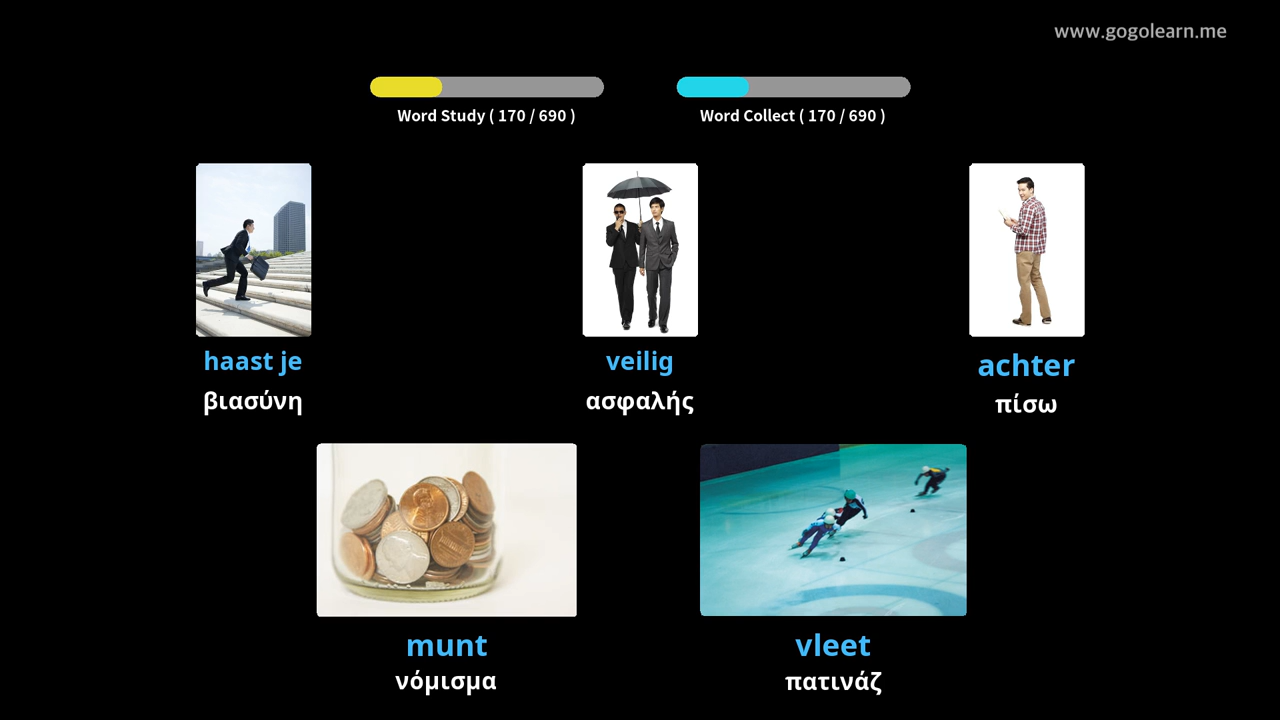 www.gogolearn.me
Word Study ( 170 / 690 )
Word Collect ( 170 / 690 )
haast je
veilig
achter
βιασύνη
ασφαλής
πίσω
munt
vleet
νόμισμα
πατινάζ